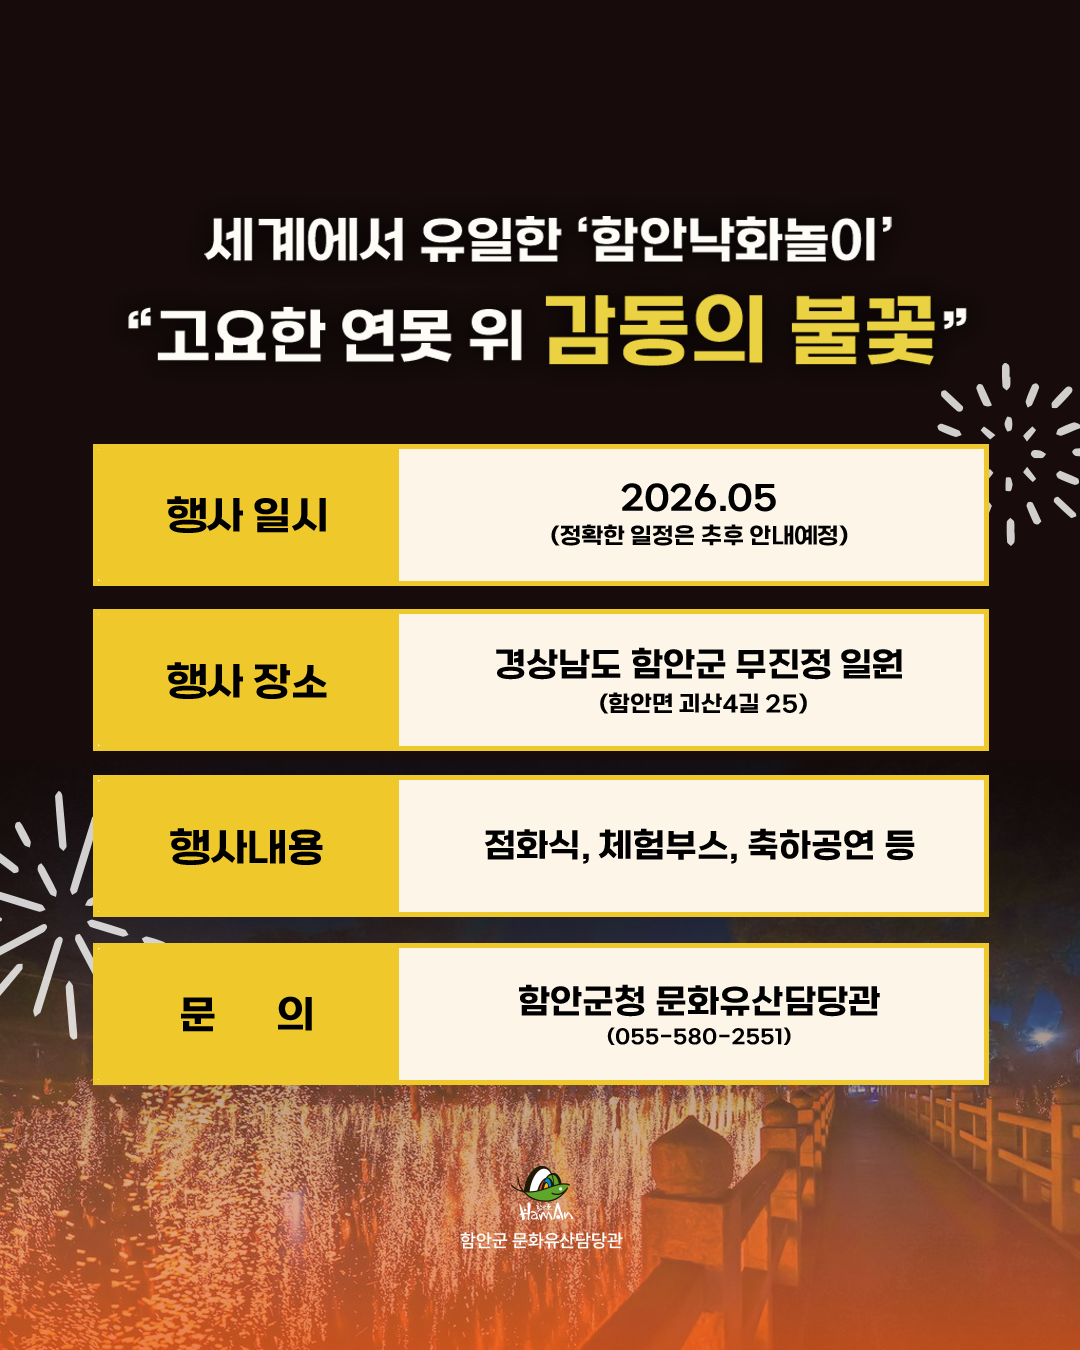 세계에서 유일한 ‘함안낙화놀이’
“고요한 연못 위 감동의 불꽃”
행사 일시
2026.05
(정확한 일정은 추후 안내예정)
행사 장소
경상남도 함안군 무진정 일원
(함안면 괴산4길 25)
행사내용
점화식, 체험부스, 축하공연 등
문 의
함안군청 문화유산담당관
(055-580-2551)
HamAn
함안군 문화유산담당관